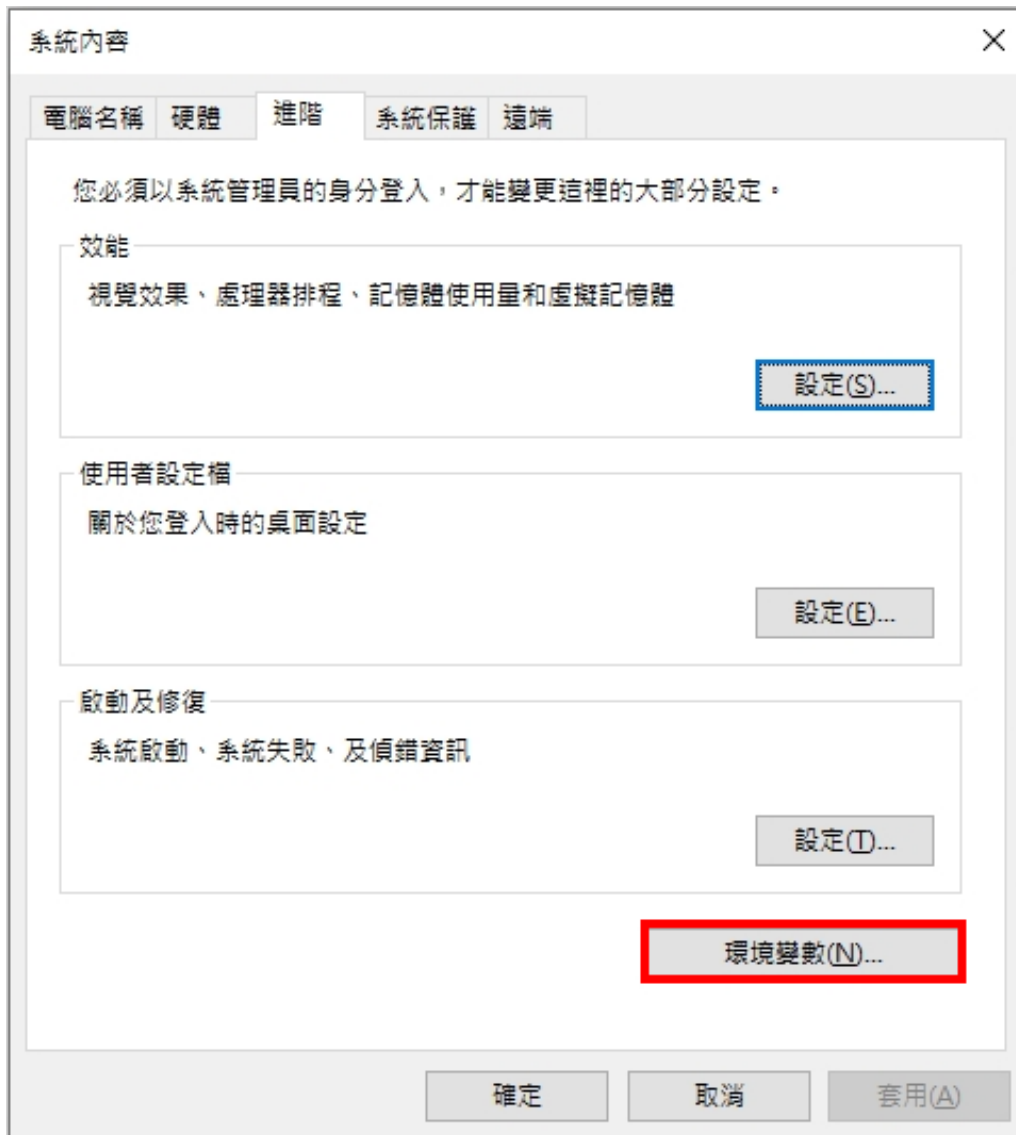 系統內容
電腦名稱 硬體 進階 系統保護 遠端
您必須以系統管理員的身分登入，才能變更這裡的大部分設定。
效能
視覺效果、處理器排程、記憶體使用量和虛擬記憶體
設定(S)...
使用者設定檔
關於您登入時的桌面設定
設定(E)...
啟動及修復
系統啟動、系統失敗、及偵錯資訊
設定(T)...
環境變數(N)...
確定 取消 套用(A)